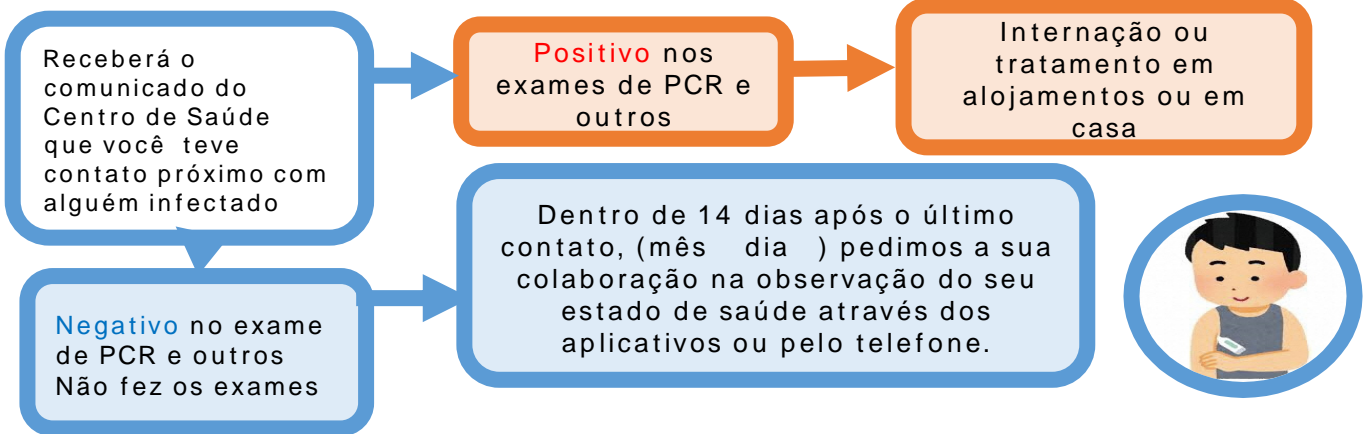 Receberá o
comunicado do
Centro de Saúde
que você teve
contato próximo com
alguém infectado
Positivo nos
exames de PCR e
outros
Internação ou
tratamento em
alojamentos ou em
casa
Negativo no exame
de PCR e outros
Não fez os exames
Dentro de 14 dias após o último
contato, (mês dia ) pedimos a sua
colaboração na observação do seu
estado de saúde através dos
aplicativos ou pelo telefone.